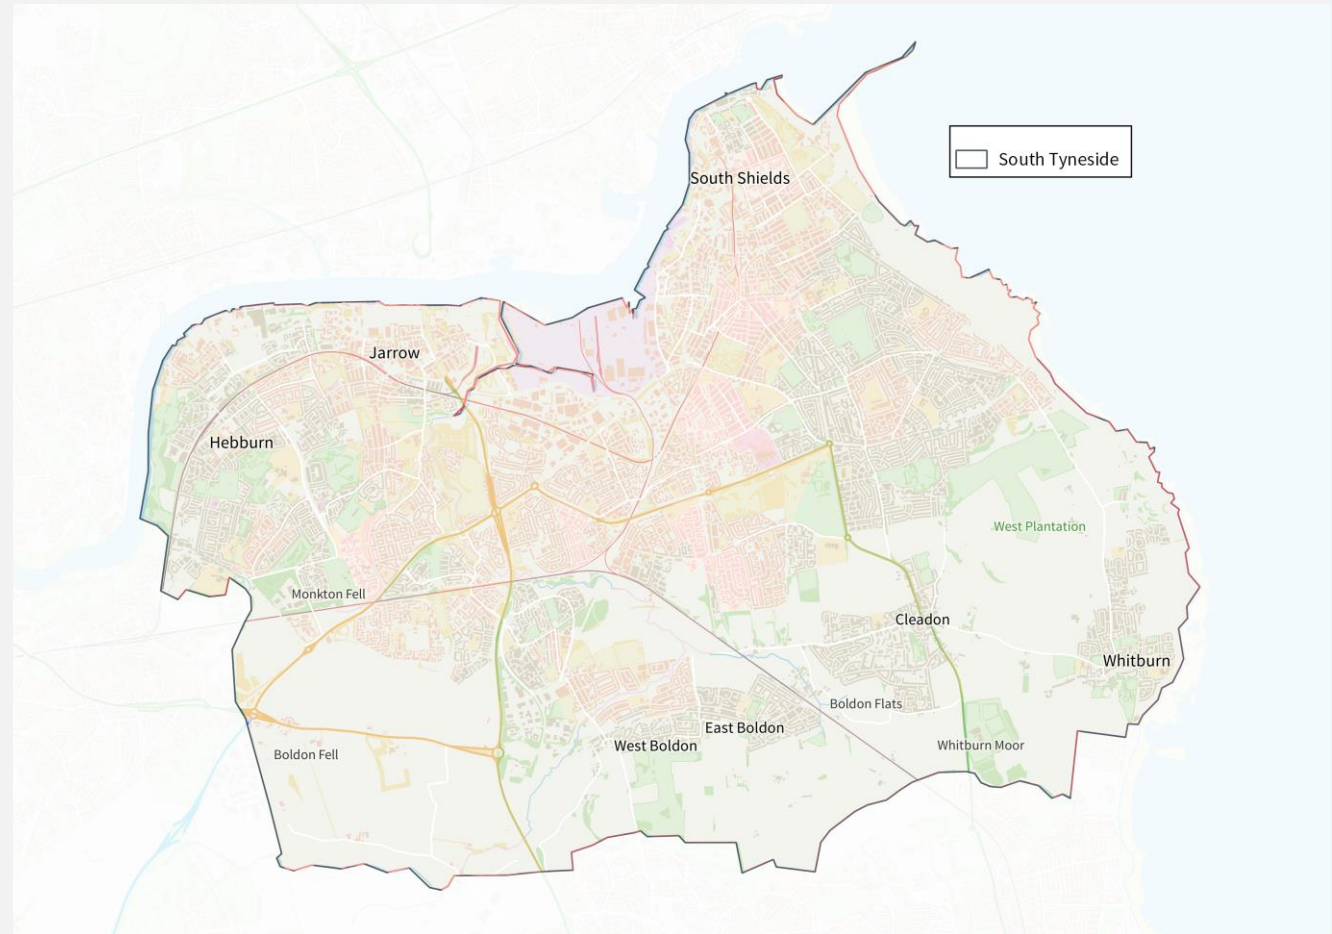 South Tyneside
South Shields
Jarrow
Hebburn
West Plantation
Monkton Fell
Cleadon
Whitburn
Boldon Flats
East Boldon
West Boldon
Whitburn Moor
Boldon Fell